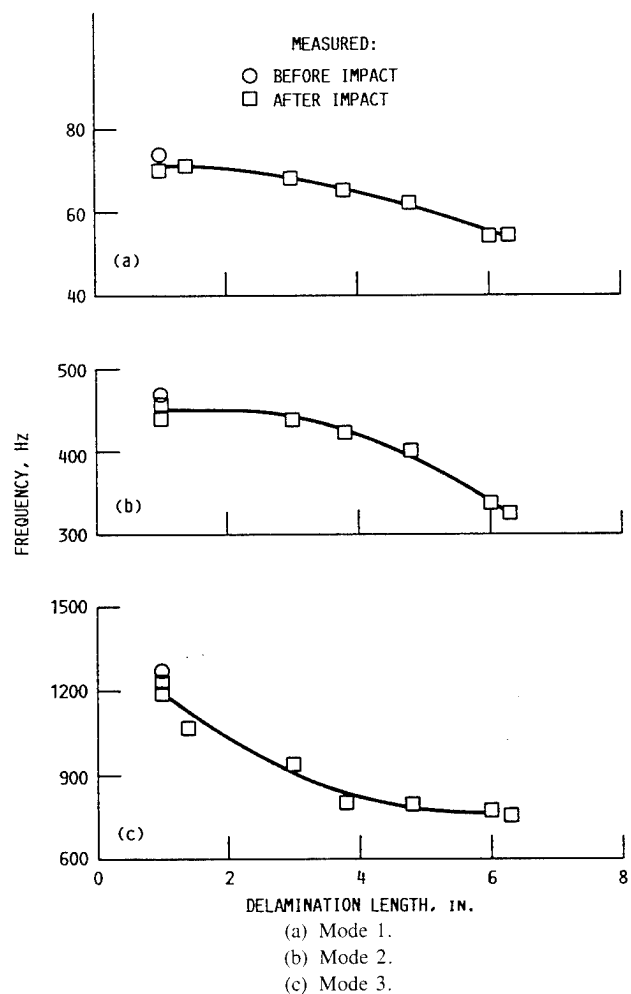 MEASURED:
BEFORE IMPACT
AFTER IMPACT
80
60
40
(a)
500
400
300
(b)
FREQUENCY, Hz
1500
1200
900
600
(c)
0 2 4 6 8
DELAMINATION LENGTH, IN.
(a) Mode 1.
(b) Mode 2.
(c) Mode 3.